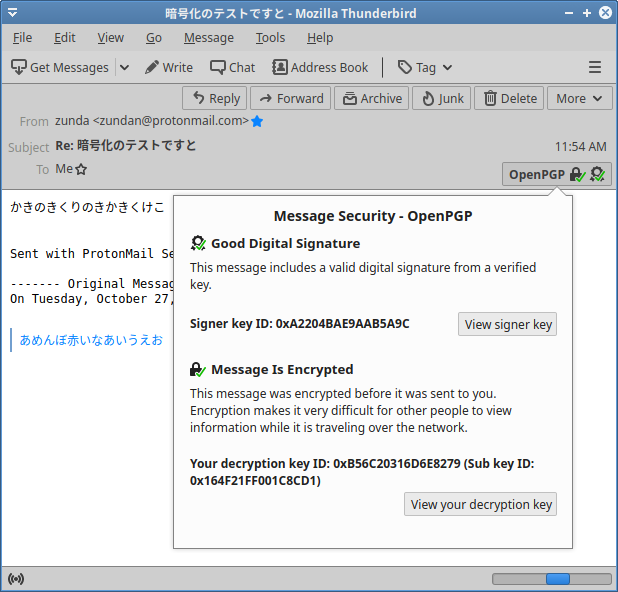 暗号化のテストですと - Mozilla Thunderbird
File Edit View Go Message Tools Help
Get Messages Write Chat Address Book Tag
Reply Forward Archive Junk Delete More
From zunda <zundan@protonmail.com>
Subject Re: 暗号化のテストですと 11:54 AM
To Me OpenPGP
かきのきくりのきかきくけこ
Sent with ProtonMail Se
------- Original Messag
On Tuesday, October 27,
あめんぼ赤いなあいうえお
Message Security - OpenPGP
Good Digital Signature
This message includes a valid digital signature from a verified
key.
Signer key ID: 0xA2204BAE9AAB5A9C View signer key
Message Is Encrypted
This message was encrypted before it was sent to you.
Encryption makes it very difficult for other people to view
information while it is traveling over the network.
Your decryption key ID: 0xB56C20316D6E8279 (Sub key ID:
0x164F21FF001C8CD1)
View your decryption key